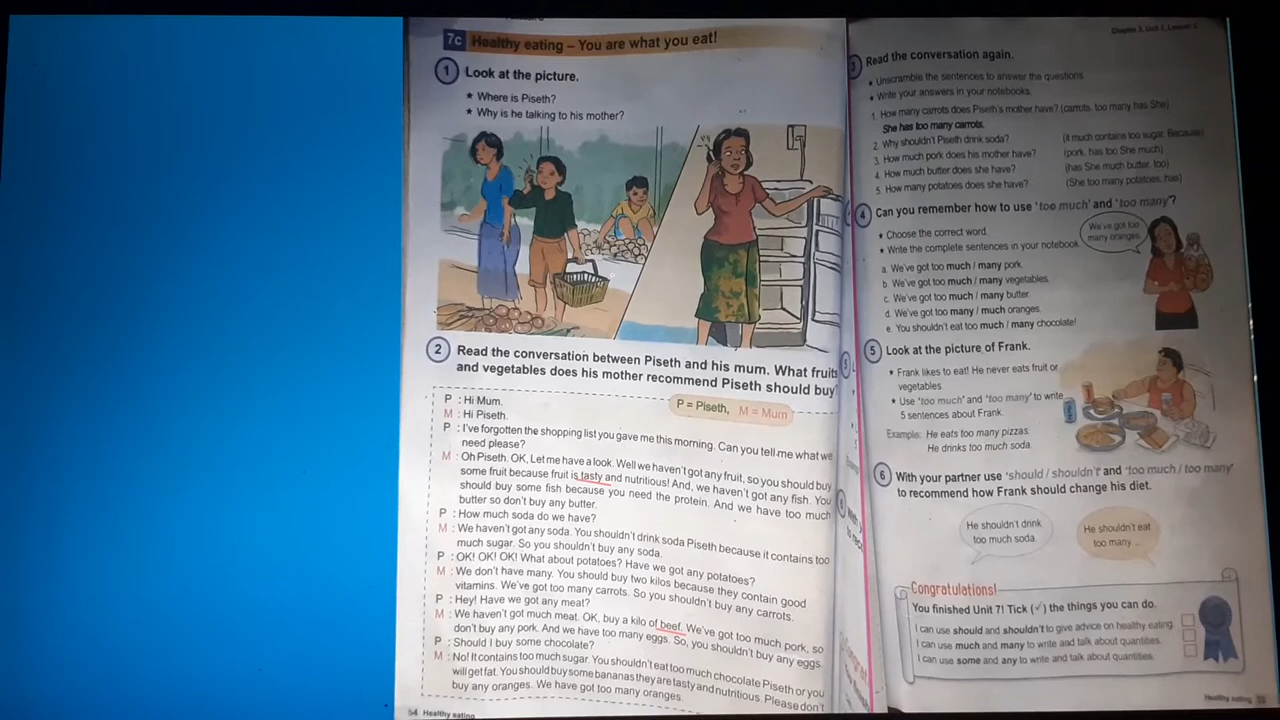 7c Healthy eating – You are what you eat!
1 Look at the picture.
★ Where is Piseth?
★ Why is he talking to his mother?
2 Read the conversation between Piseth and his mum. What fruits
and vegetables does his mother recommend Piseth should buy
P = Piseth, M = Mum
P : Hi Mum.
M : Hi Piseth.
P : I've forgotten the shopping list you gave me this morning. Can you tell me what we
need please?
M : Oh Piseth. OK, Let me have a look. Well we haven't got any fruit, so you should buy
some fruit because fruit is tasty and nutritious! And, we haven't got any fish. You
should buy some fish because you need the protein. And we have too much
butter so don't buy any butter.
P : How much soda do we have?
M : We haven't got any soda. You shouldn't drink soda Piseth because it contains too
much sugar. So you shouldn't buy any soda.
P : OK! OK! OK! What about potatoes? Have we got any potatoes?
M : We don't have many. You should buy two kilos because they contain good
vitamins. We've got too many carrots. So you shouldn't buy any carrots.
P : Hey! Have we got any meat?
M : We haven't got much meat. OK, buy a kilo of beef. We've got too much pork, so
don't buy any pork. And we have too many eggs. So, you shouldn't buy any eggs.
P : Should I buy some chocolate?
M : No! It contains too much sugar. You shouldn't eat too much chocolate Piseth or you
will get fat. You should buy some bananas they are tasty and nutritious. Please don't
buy any oranges. We have got too many oranges.
54 Healthy eating
Chapter 3, Unit 7, Lesson
3 Read the conversation again.
★ Unscramble the sentences to answer the questions.
★ Write your answers in your notebooks.
1. How many carrots does Piseth's mother have? (carrots, too many has She)
She has too many carrots.
2. Why shouldn't Piseth drink soda? (it much contains too sugar, Because)
3. How much pork does his mother have? (pork, has too She much)
4. How much butter does she have? (has She much butter, too)
5. How many potatoes does she have? (She too many potatoes, has)
4 Can you remember how to use 'too much' and 'too many'?
★ Choose the correct word.
★ Write the complete sentences in your notebook.
We've got too
many oranges.
a. We've got too much / many pork.
b. We've got too much / many vegetables.
c. We've got too much / many butter.
d. We've got too many / much oranges.
e. You shouldn't eat too much / many chocolate!
5 Look at the picture of Frank.
★ Frank likes to eat! He never eats fruit or
vegetables.
★ Use 'too much' and 'too many' to write
5 sentences about Frank.
Example: He eats too many pizzas.
He drinks too much soda.
6 With your partner use 'should / shouldn't' and 'too much / too many'
to recommend how Frank should change his diet.
He shouldn't drink
too much soda.
He shouldn't eat
too many ...
Congratulations!
You finished Unit 7! Tick (✓) the things you can do.
I can use should and shouldn't to give advice on healthy eating.
I can use much and many to write and talk about quantities.
I can use some and any to write and talk about quantities.
Healthy eating